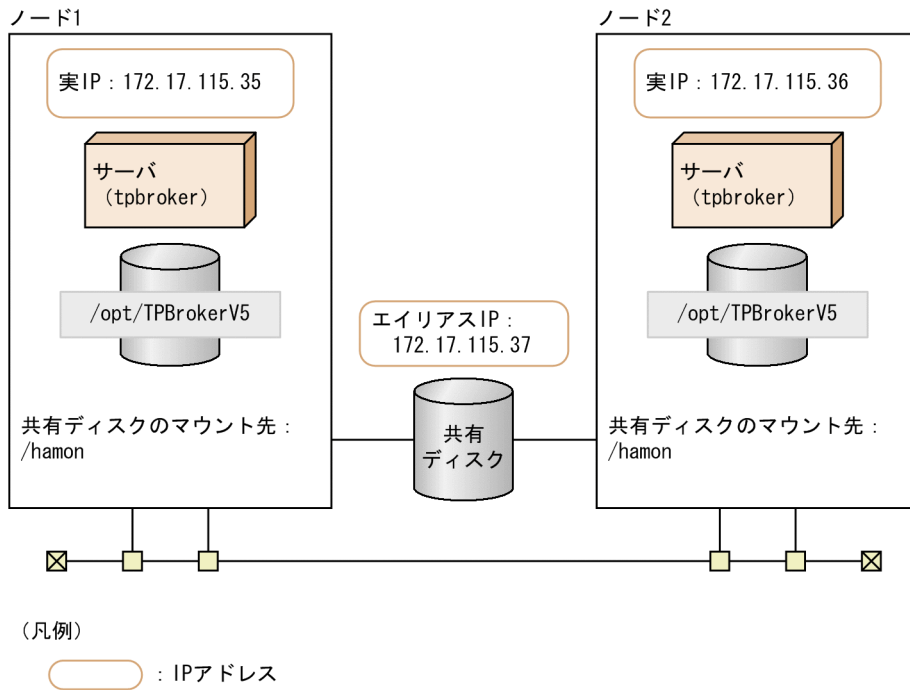 ノード1
実IP：172.17.115.35
サーバ
（tpbroker）
/opt/TPBrokerV5
共有ディスクのマウント先：
/hamon
エイリアスIP：
172.17.115.37
共有
ディスク
ノード2
実IP：172.17.115.36
サーバ
（tpbroker）
/opt/TPBrokerV5
共有ディスクのマウント先：
/hamon
（凡例）
：IPアドレス